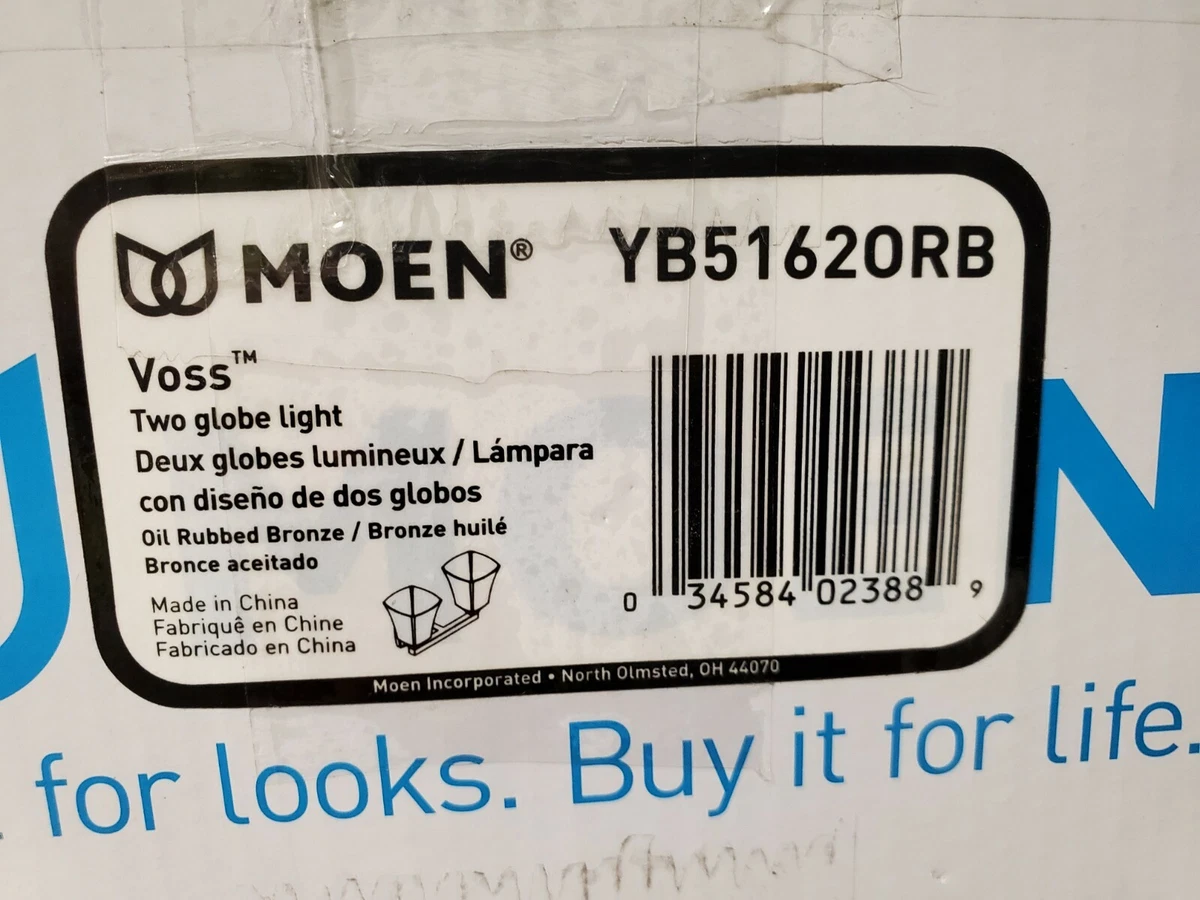 MOEN® YB5162ORB
Voss™
Two globe light
Deux globes lumineux / Lámpara
con diseño de dos globos
Oil Rubbed Bronze / Bronze huilé
Bronce aceitado
Made in China
Fabriquê en Chine
Fabricado en China
0 34584 02388 9
Moen Incorporated • North Olmsted, OH 44070
for looks. Buy it for life.